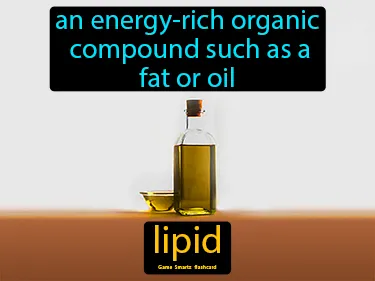 an energy-rich organic
compound such as a
fat or oil
lipid
Game Smartz flashcard